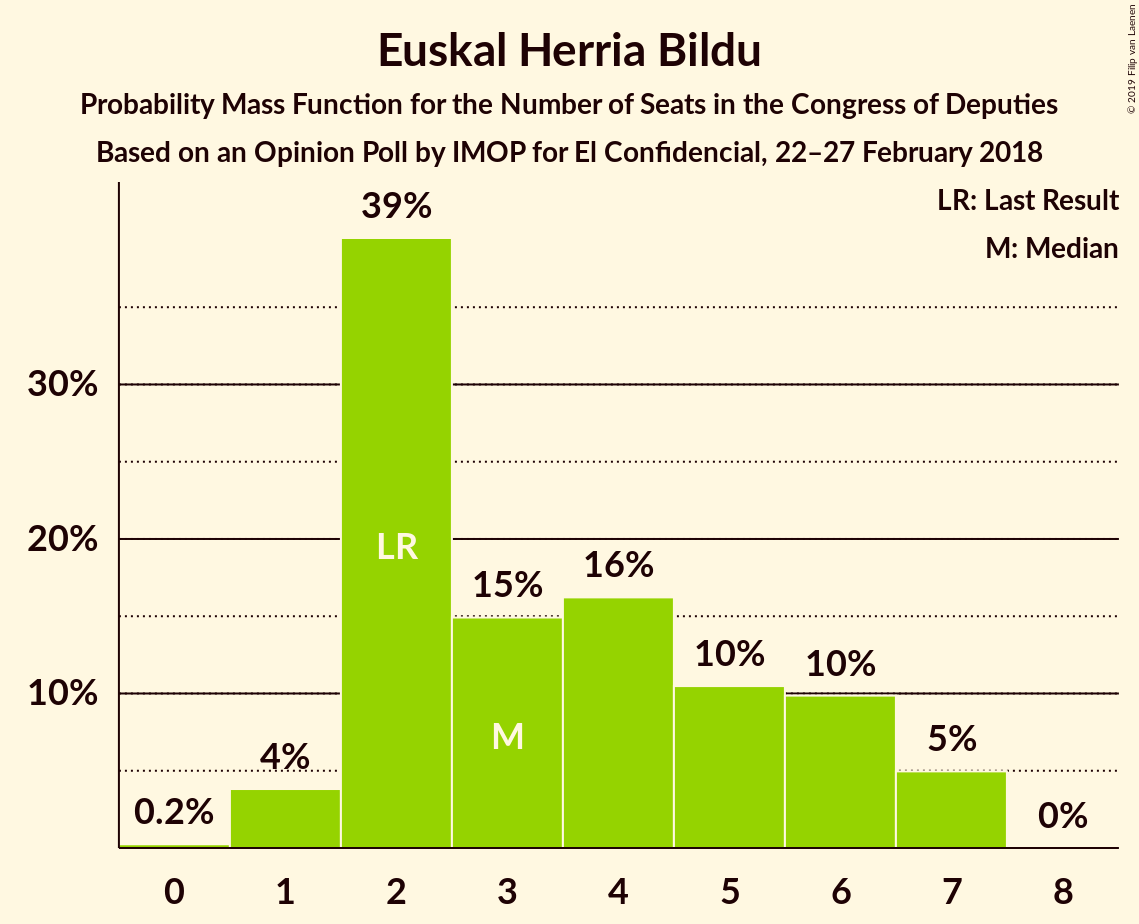 Euskal Herria Bildu
Probability Mass Function for the Number of Seats in the Congress of Deputies
Based on an Opinion Poll by IMOP for El Confidencial, 22–27 February 2018
© 2019 Filip van Laenen
LR: Last Result
M: Median
39%
30%
20%
10%
LR
15%
16%
10%
10%
M
4%
5%
0.2%
0%
0 1 2 3 4 5 6 7 8